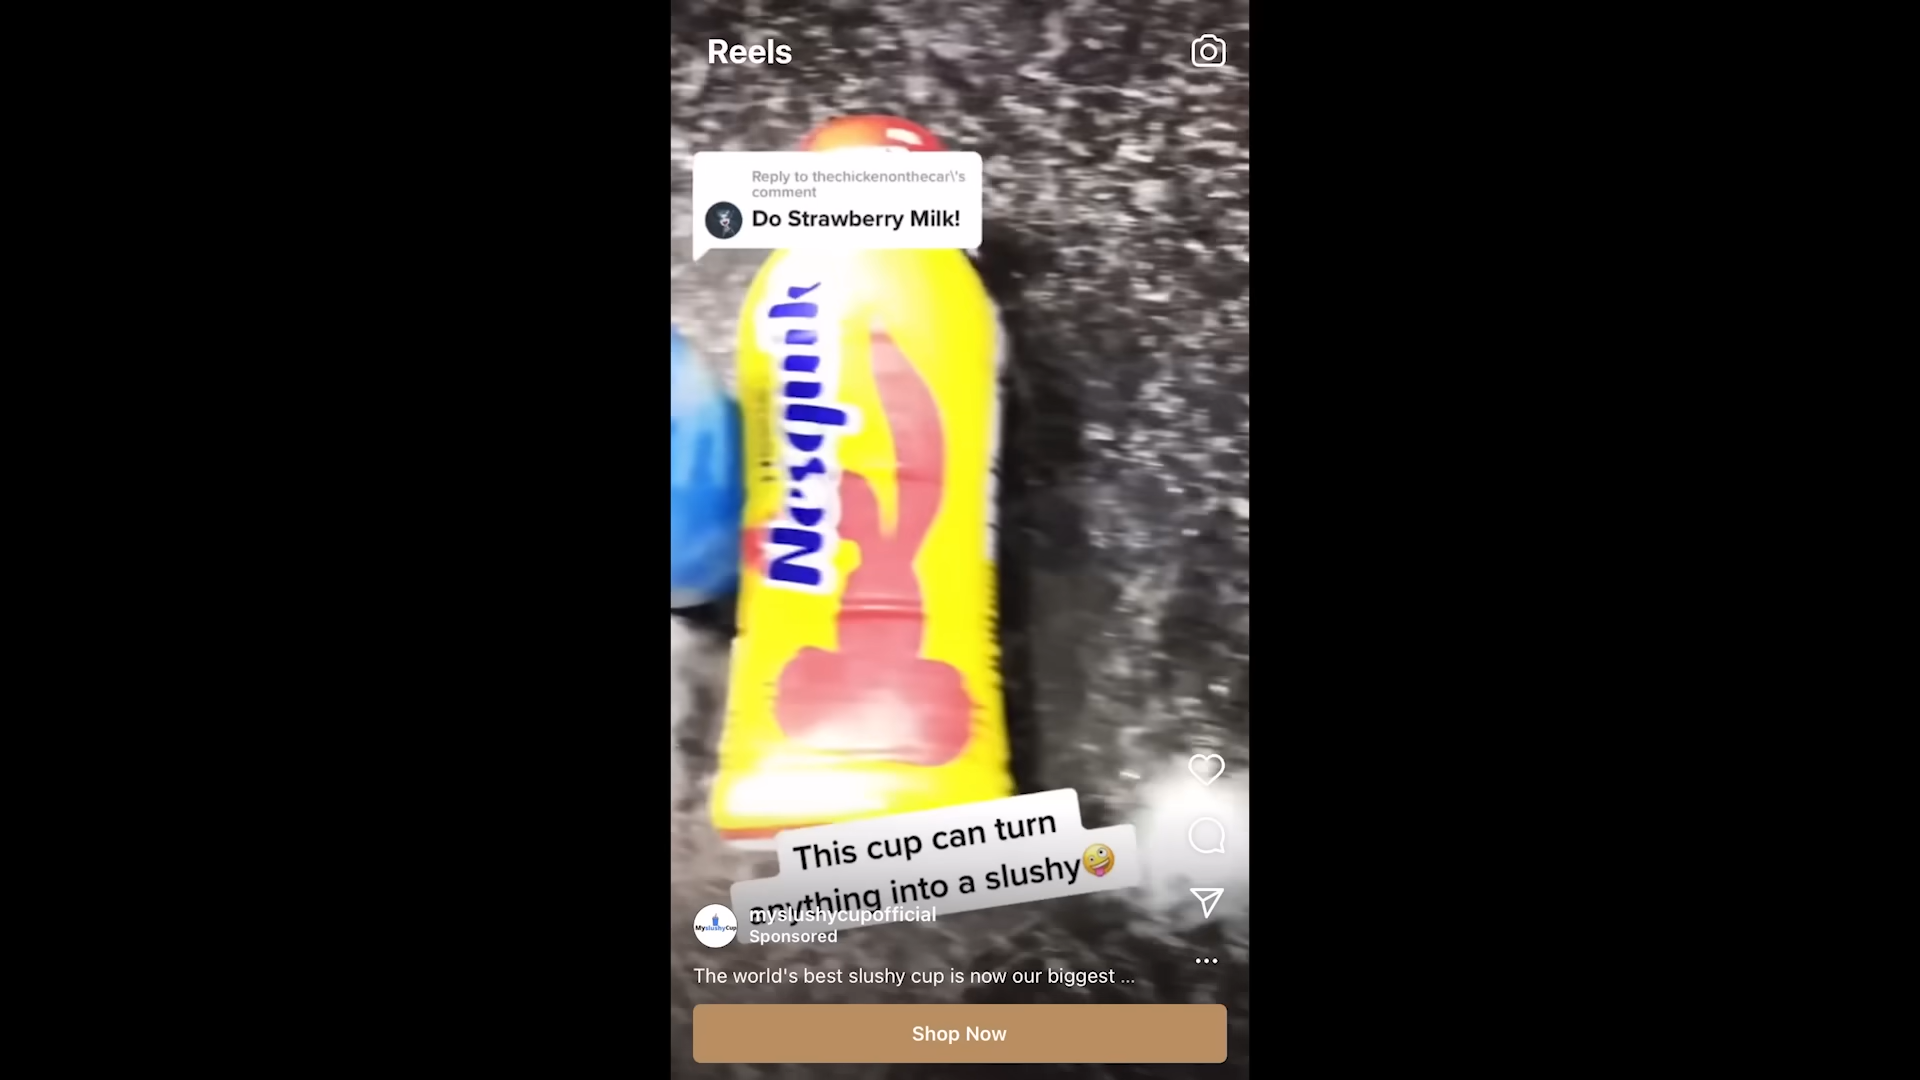 Reels
Reply to thechickenonthecar\'s
comment
Do Strawberry Milk!
Nesquik
This cup can turn
anything into a slushy🤪
myslushycupofficial
Sponsored
MyslushyCup
The world's best slushy cup is now our biggest ...
Shop Now